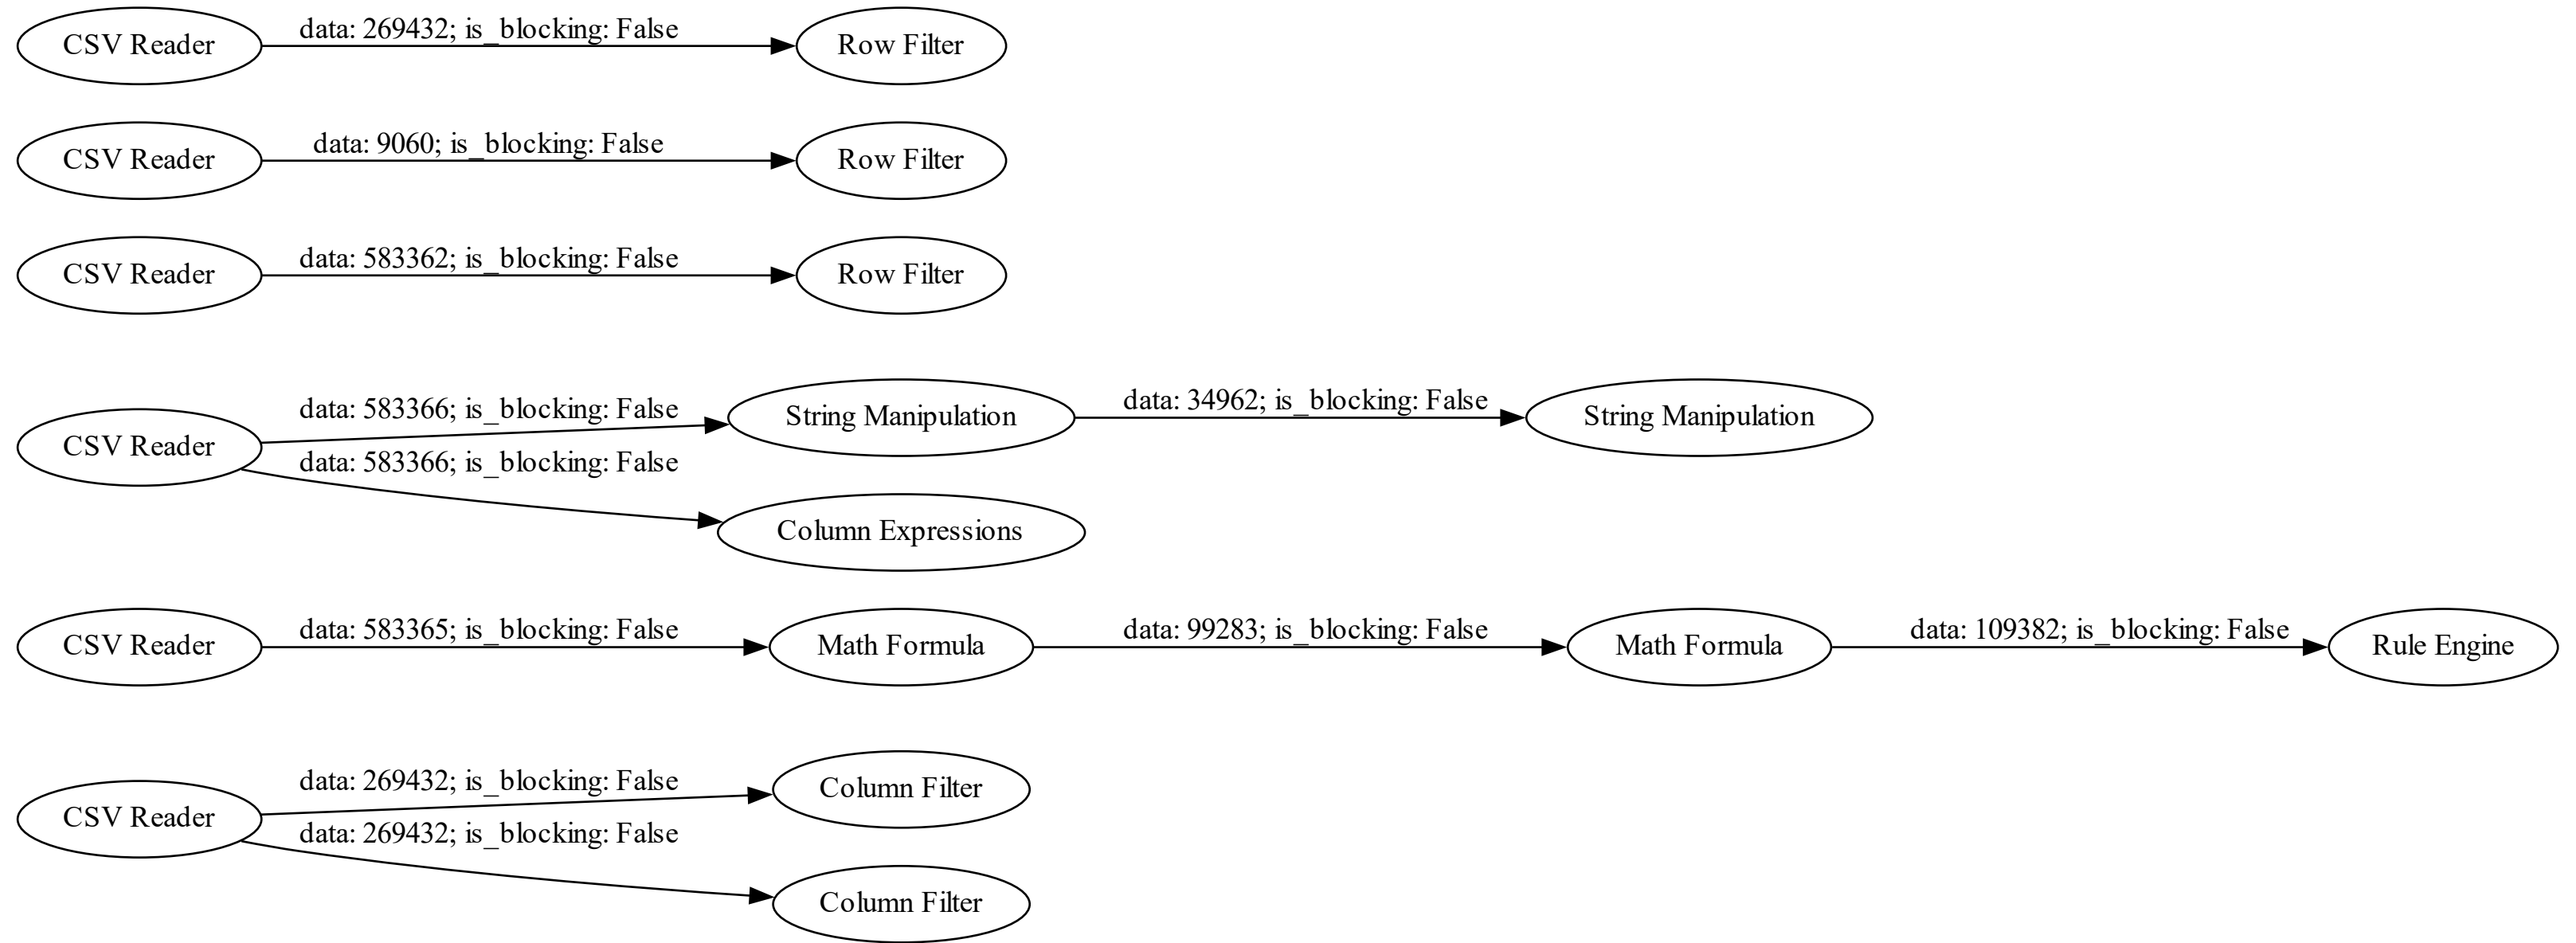 CSV Reader
data: 269432; is_blocking: False
Row Filter
CSV Reader
data: 9060; is_blocking: False
Row Filter
CSV Reader
data: 583362; is_blocking: False
Row Filter
CSV Reader
data: 583366; is_blocking: False
String Manipulation
data: 34962; is_blocking: False
String Manipulation
data: 583366; is_blocking: False
Column Expressions
CSV Reader
data: 583365; is_blocking: False
Math Formula
data: 99283; is_blocking: False
Math Formula
data: 109382; is_blocking: False
Rule Engine
CSV Reader
data: 269432; is_blocking: False
Column Filter
data: 269432; is_blocking: False
Column Filter